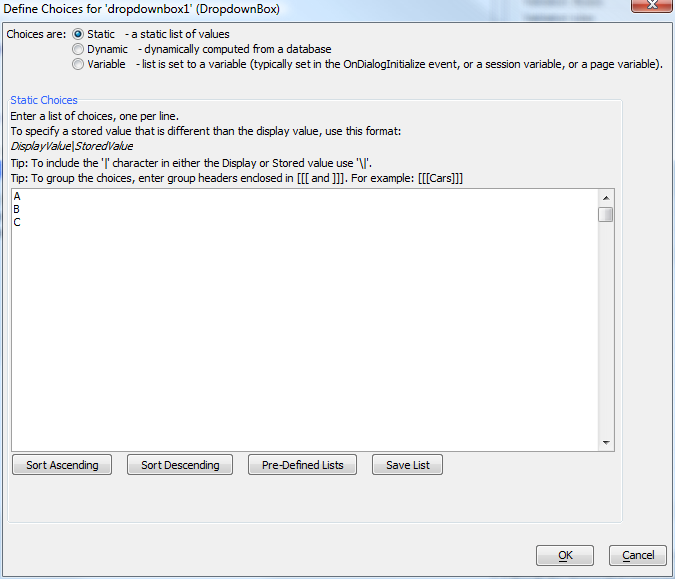 Define Choices for 'dropdownbox1' (DropdownBox)
Choices are: Static - a static list of values
Dynamic - dynamically computed from a database
Variable - list is set to a variable (typically set in the OnDialogInitialize event, or a session variable, or a page variable).
Static Choices
Enter a list of choices, one per line.
To specify a stored value that is different than the display value, use this format:
DisplayValue|StoredValue
Tip: To include the '|' character in either the Display or Stored value use '\|'.
Tip: To group the choices, enter group headers enclosed in [[[ and ]]]. For example: [[[Cars]]]
A
B
C
Sort Ascending Sort Descending Pre-Defined Lists Save List
OK Cancel